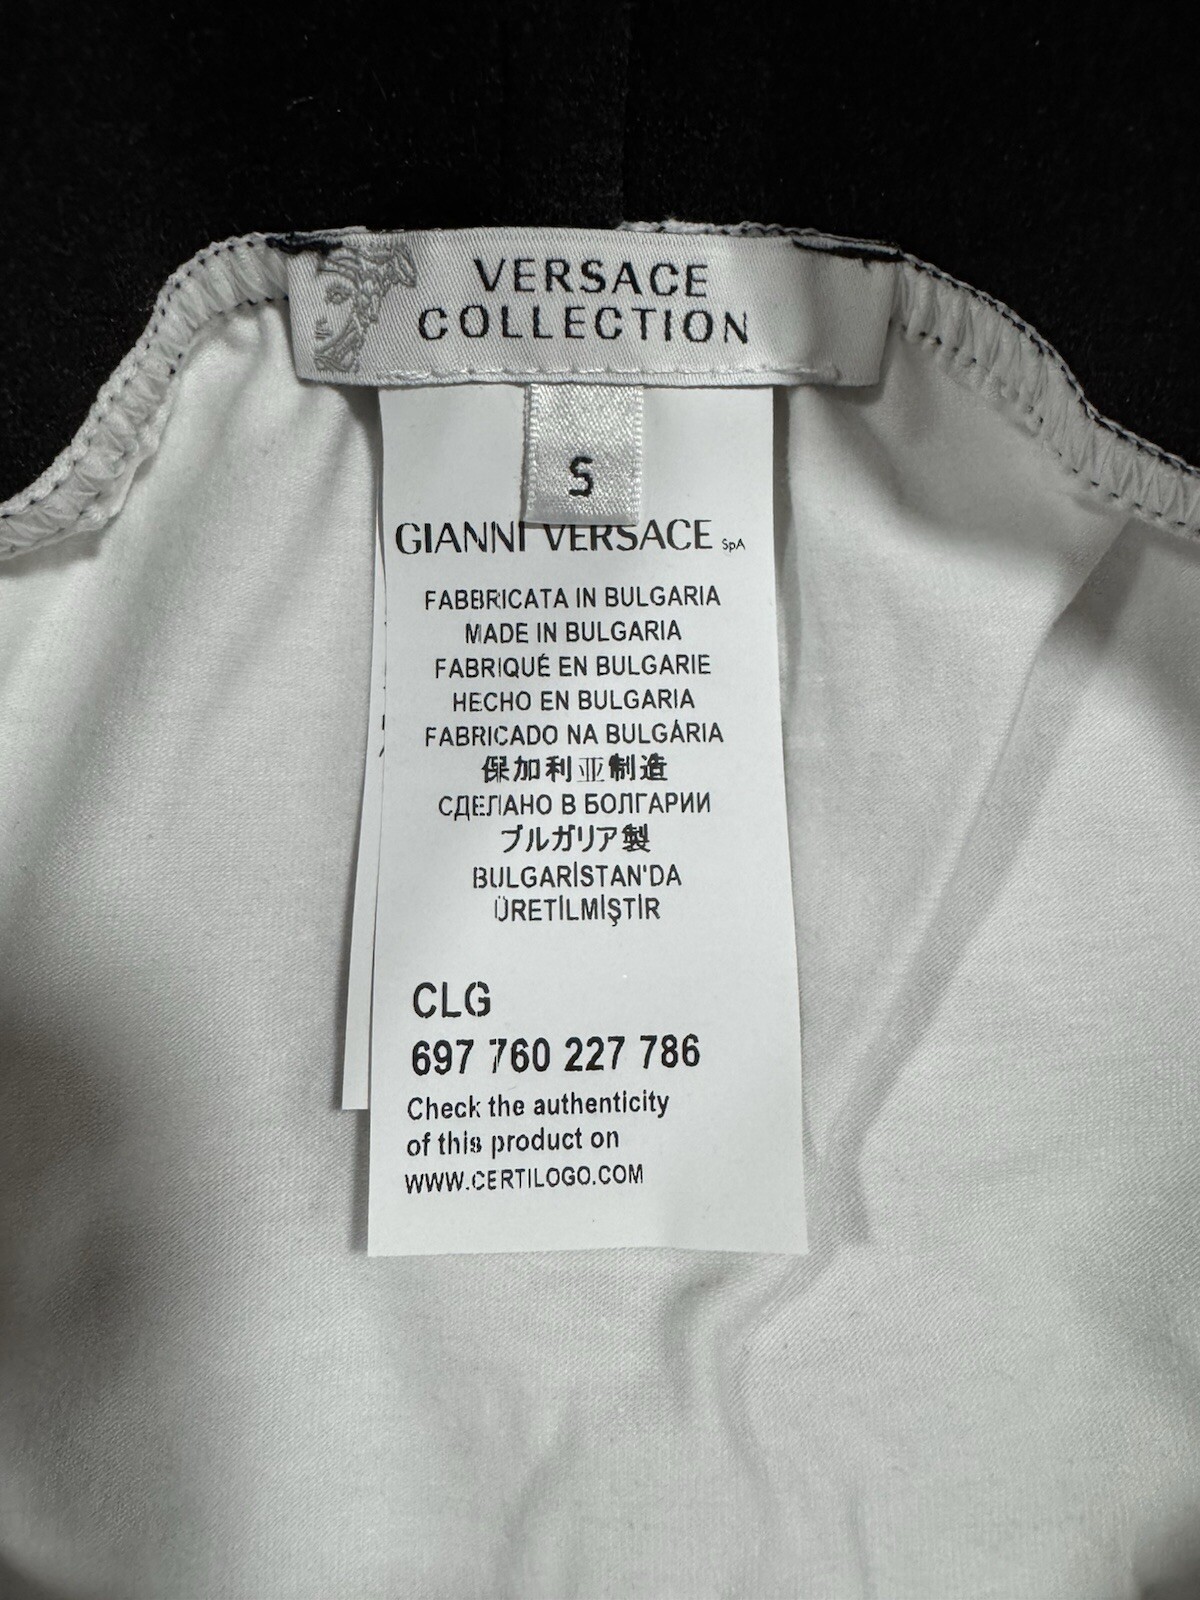 VERSACE
COLLECTION
S
GIANNI VERSACE SpA
FABBRICATA IN BULGARIA
MADE IN BULGARIA
FABRIQUÉ EN BULGARIE
HECHO EN BULGARIA
FABRICADO NA BULGÁRIA
保加利亚制造
СДЕЛАНО В БОЛГАРИИ
ブルガリア製
BULGARİSTAN'DA
ÜRETİLMİŞTİR
CLG
697 760 227 786
Check the authenticity
of this product on
WWW.CERTILOGO.COM